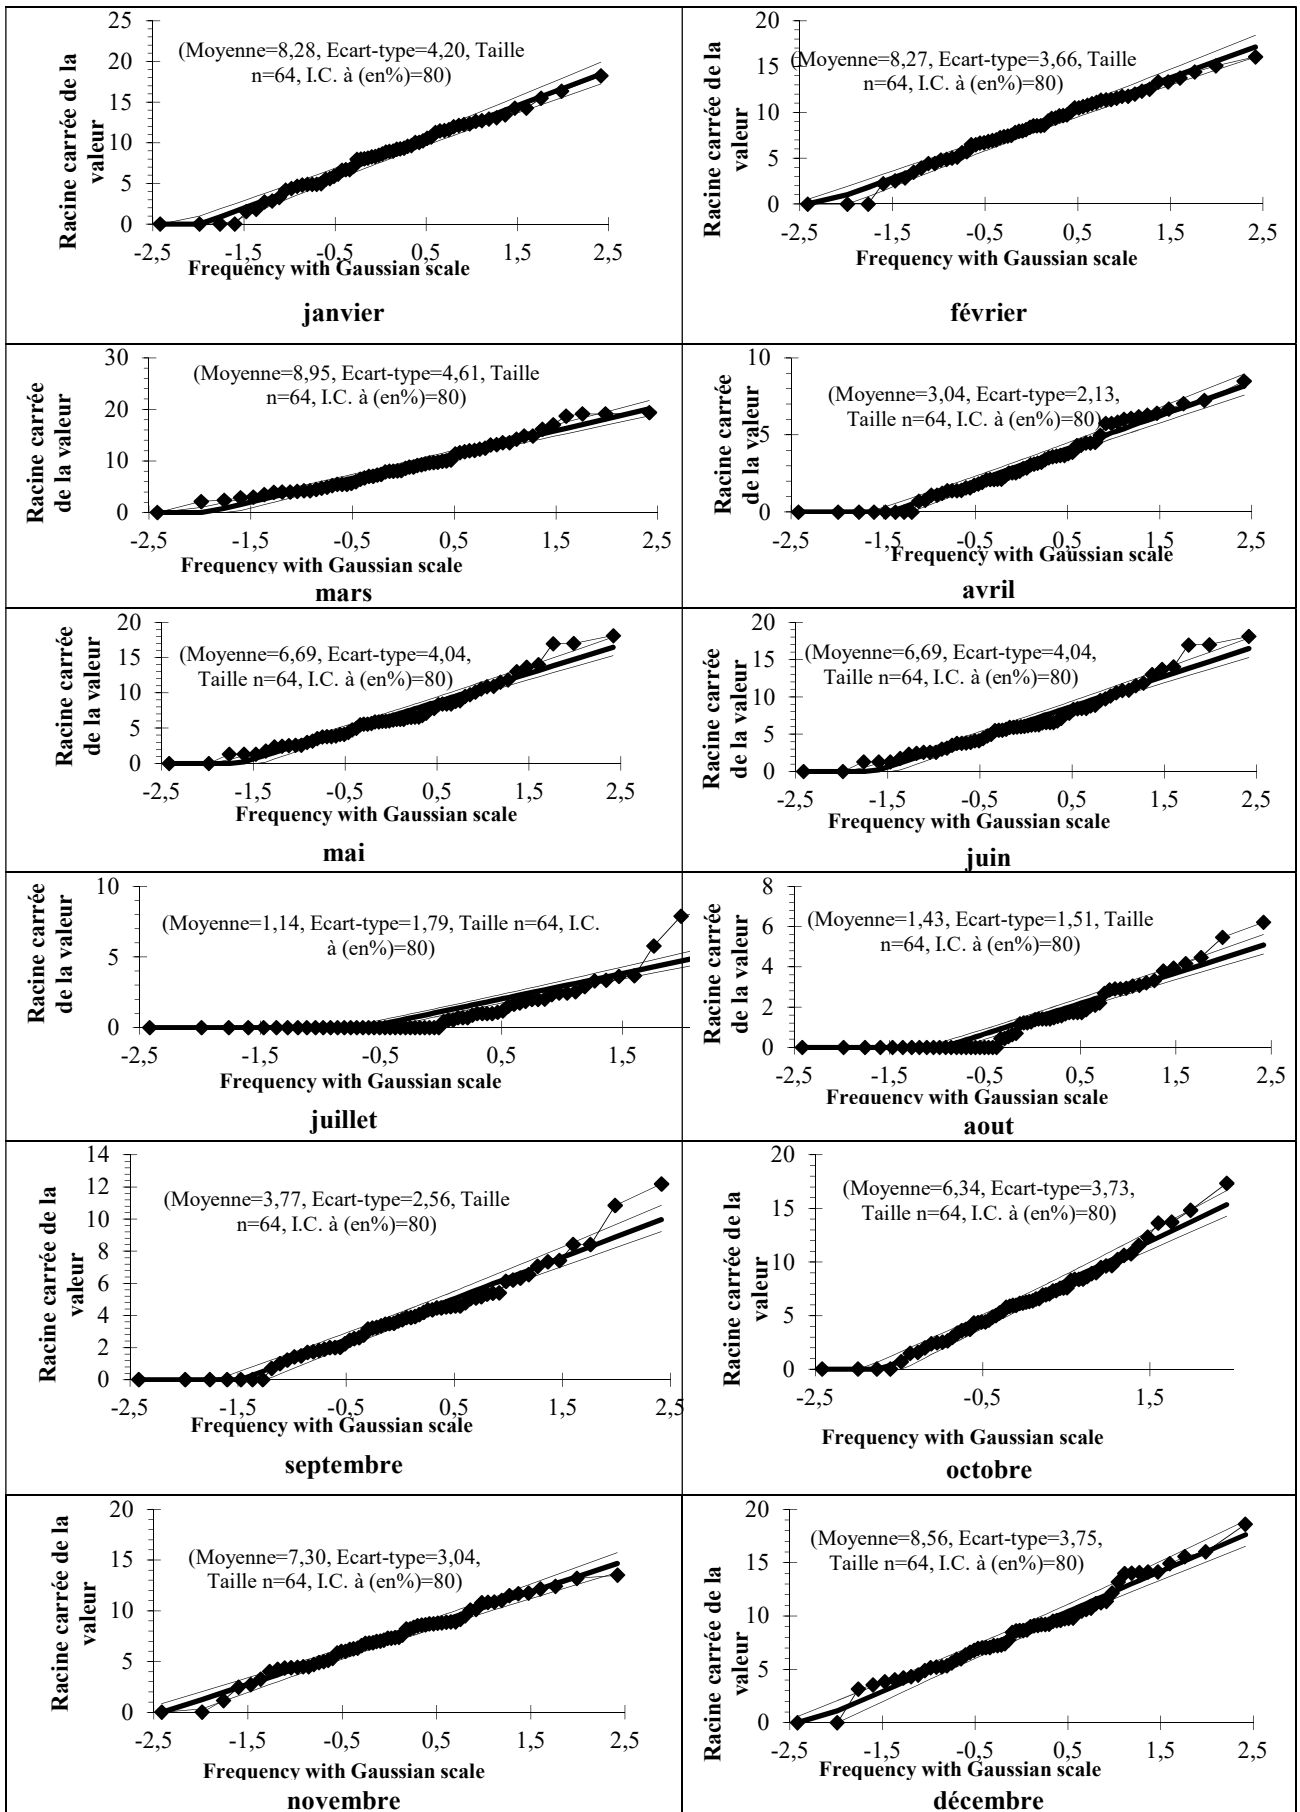 25
20
15
10
5
0
Racine carrée de la
valeur
(Moyenne=8,28, Ecart-type=4,20, Taille
n=64, I.C. à (en%)=80)
-2,5 -1,5 -0,5 0,5 1,5 2,5
Frequency with Gaussian scale
janvier
20
15
10
5
0
Racine carrée de la
valeur
(Moyenne=8,27, Ecart-type=3,66, Taille
n=64, I.C. à (en%)=80)
-2,5 -1,5 -0,5 0,5 1,5 2,5
Frequency with Gaussian scale
février
30
20
10
0
Racine carrée
de la valeur
(Moyenne=8,95, Ecart-type=4,61, Taille
n=64, I.C. à (en%)=80)
-2,5 -1,5 -0,5 0,5 1,5 2,5
Frequency with Gaussian scale
mars
10
5
0
Racine carrée
de la valeur
(Moyenne=3,04, Ecart-type=2,13,
Taille n=64, I.C. à (en%)=80)
-2,5 -1,5 -0,5 0,5 1,5 2,5
Frequency with Gaussian scale
avril
20
15
10
5
0
Racine carrée
de la valeur
(Moyenne=6,69, Ecart-type=4,04,
Taille n=64, I.C. à (en%)=80)
-2,5 -1,5 -0,5 0,5 1,5 2,5
Frequency with Gaussian scale
mai
20
15
10
5
0
Racine carrée
de la valeur
(Moyenne=6,69, Ecart-type=4,04,
Taille n=64, I.C. à (en%)=80)
-2,5 -1,5 -0,5 0,5 1,5 2,5
Frequency with Gaussian scale
juin
10
5
0
Racine carrée
de la valeur
(Moyenne=1,14, Ecart-type=1,79, Taille n=64, I.C.
à (en%)=80)
-2,5 -1,5 -0,5 0,5 1,5
Frequency with Gaussian scale
juillet
8
6
4
2
0
Racine carrée
de la valeur
(Moyenne=1,43, Ecart-type=1,51, Taille
n=64, I.C. à (en%)=80)
-2,5 -1,5 -0,5 0,5 1,5 2,5
Frequency with Gaussian scale
aout
14
12
10
8
6
4
2
0
Racine carrée de la
valeur
(Moyenne=3,77, Ecart-type=2,56, Taille
n=64, I.C. à (en%)=80)
-2,5 -1,5 -0,5 0,5 1,5 2,5
Frequency with Gaussian scale
septembre
20
15
10
5
0
Racine carrée de la
valeur
(Moyenne=6,34, Ecart-type=3,73,
Taille n=64, I.C. à (en%)=80)
-2,5 -0,5 1,5
Frequency with Gaussian scale
octobre
20
15
10
5
0
Racine carrée de la
valeur
(Moyenne=7,30, Ecart-type=3,04,
Taille n=64, I.C. à (en%)=80)
-2,5 -1,5 -0,5 0,5 1,5 2,5
Frequency with Gaussian scale
novembre
20
15
10
5
0
Racine carrée de la
valeur
(Moyenne=8,56, Ecart-type=3,75,
Taille n=64, I.C. à (en%)=80)
-2,5 -1,5 -0,5 0,5 1,5 2,5
Frequency with Gaussian scale
décembre